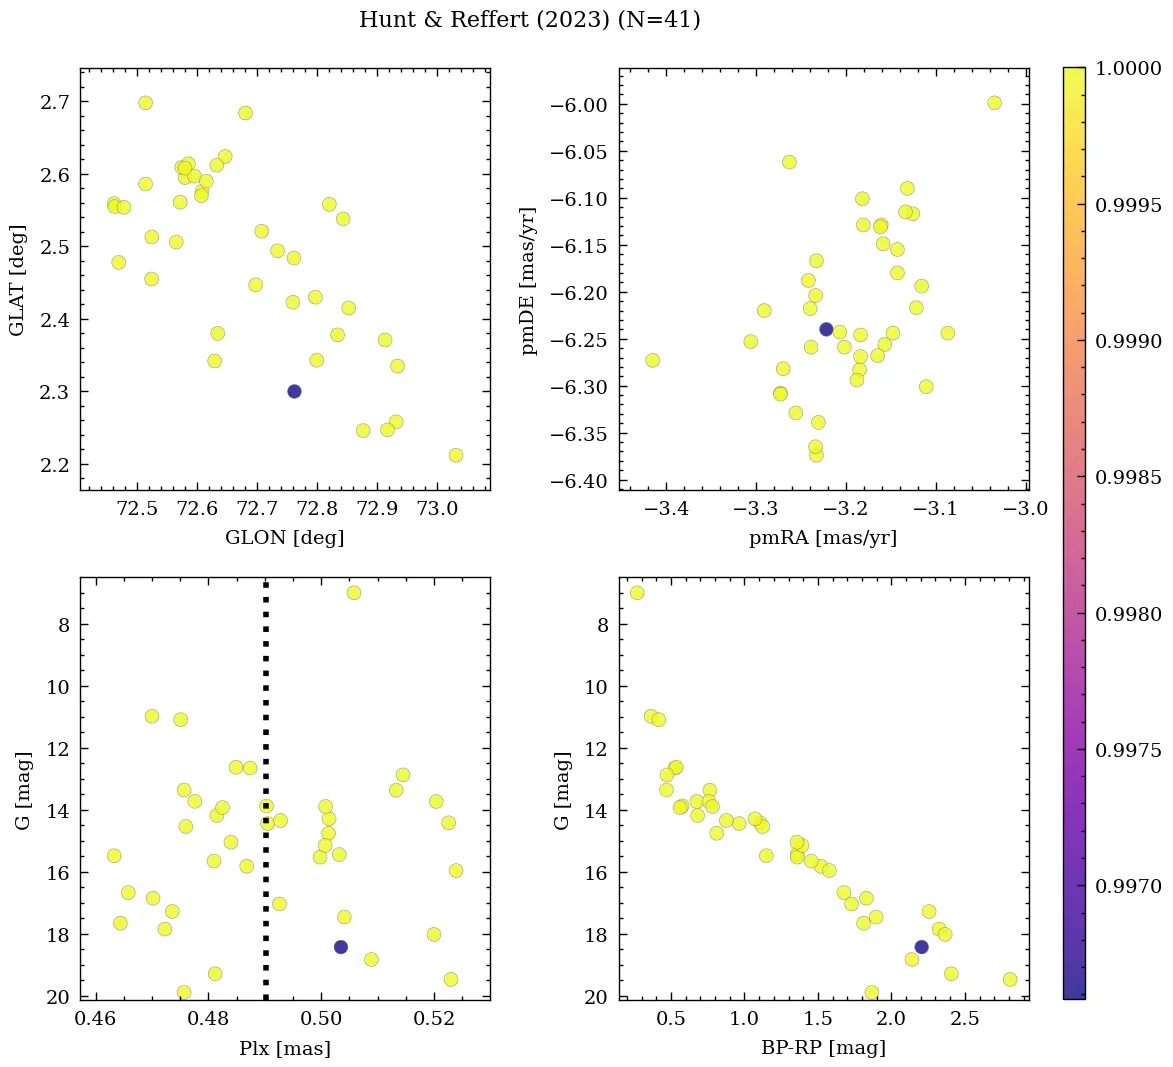 Hunt & Reffert (2023) (N=41)
2.7
2.6
2.5
2.4
2.3
2.2
GLAT [deg]
72.5 72.6 72.7 72.8 72.9 73.0
GLON [deg]
−6.00
−6.05
−6.10
−6.15
−6.20
−6.25
−6.30
−6.35
−6.40
pmDE [mas/yr]
−3.4 −3.3 −3.2 −3.1 −3.0
pmRA [mas/yr]
8
10
12
14
16
18
20
G [mag]
0.46 0.48 0.50 0.52
Plx [mas]
8
10
12
14
16
18
20
G [mag]
0.5 1.0 1.5 2.0 2.5
BP-RP [mag]
1.0000
0.9995
0.9990
0.9985
0.9980
0.9975
0.9970